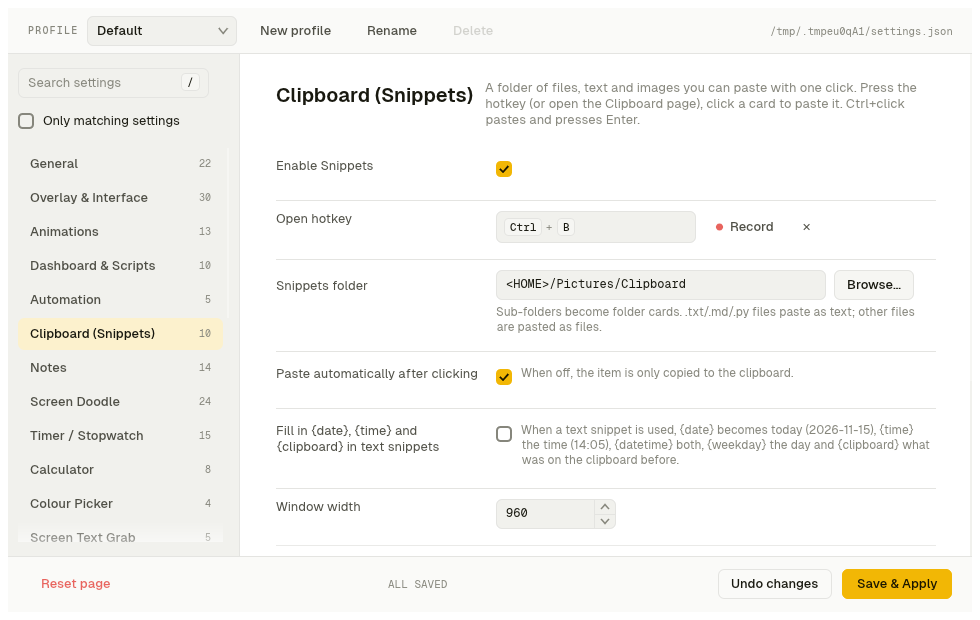 PROFILE Default New profile Rename Delete /tmp/.tmpeu0qA1/settings.json
Search settings /
Only matching settings
General 22
Overlay & Interface 30
Animations 13
Dashboard & Scripts 10
Automation 5
Clipboard (Snippets) 10
Notes 14
Screen Doodle 24
Timer / Stopwatch 15
Calculator 8
Colour Picker 4
Screen Text Grab 5
Clipboard (Snippets)
A folder of files, text and images you can paste with one click. Press the
hotkey (or open the Clipboard page), click a card to paste it. Ctrl+click
pastes and presses Enter.
Enable Snippets
Open hotkey Ctrl + B Record ×
Snippets folder <HOME>/Pictures/Clipboard Browse...
Sub-folders become folder cards. .txt/.md/.py files paste as text; other files
are pasted as files.
Paste automatically after clicking When off, the item is only copied to the clipboard.
Fill in {date}, {time} and
{clipboard} in text snippets
When a text snippet is used, {date} becomes today (2026-11-15), {time}
the time (14:05), {datetime} both, {weekday} the day and {clipboard} what
was on the clipboard before.
Window width 960
Reset page ALL SAVED Undo changes Save & Apply